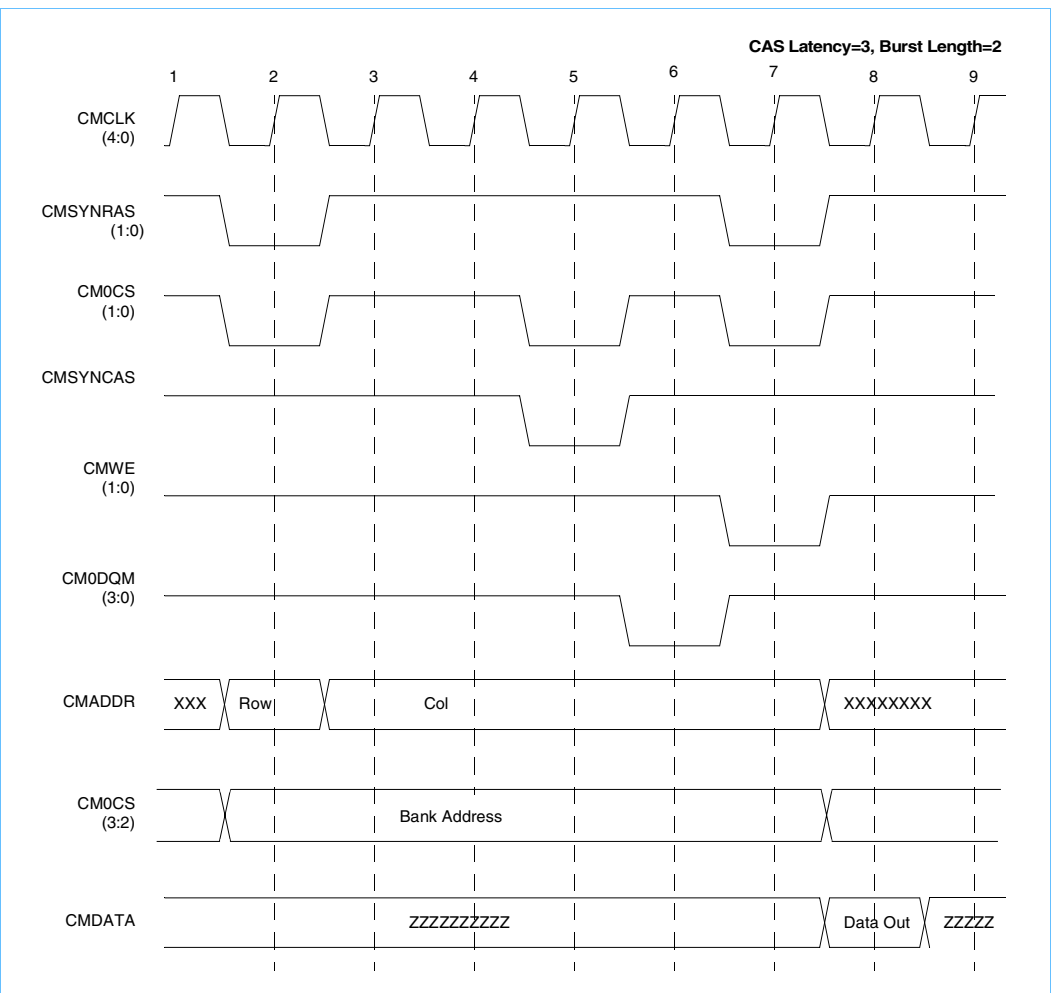 CAS Latency=3, Burst Length=2
1 2 3 4 5 6 7 8 9
CMCLK
(4:0)
CMSYNRAS
(1:0)
CM0CS
(1:0)
CMSYNCAS
CMWE
(1:0)
CM0DQM
(3:0)
CMADDR XXX Row Col XXXXXXXX
CM0CS
(3:2)
Bank Address
CMDATA ZZZZZZZZZZ Data Out ZZZZZ